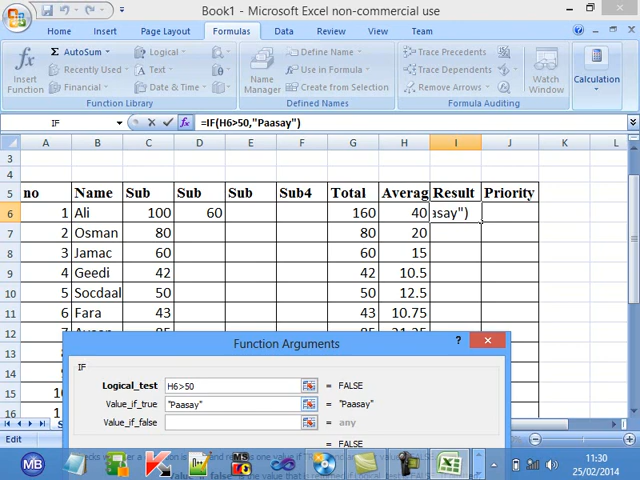 Book1 - Microsoft Excel non-commercial use
Home Insert Page Layout Formulas Data Review View Team
AutoSum Logical Define Name Trace Precedents
Recently Used Text Use in Formula Trace Dependents
Financial Date & Time Create from Selection Remove Arrows
Insert Function Name Manager Watch Window Calculation
Function Library Defined Names Formula Auditing
IF =IF(H6>50,"Paasay")
A B C D E F G H I J K L
3
4
5 no Name Sub Sub Sub Sub4 Total Averag Result Priority
6 1 Ali 100 60 160 40 asay")
7 2 Osman 80 80 20
8 3 Jamac 60 60 15
9 4 Geedi 42 42 10.5
10 5 Socdaal 50 50 12.5
11 6 Fara 43 43 10.75
12
13
14
15
16
Function Arguments ?
IF
Logical_test H6>50 = FALSE
Value_if_true "Paasay" = "Paasay"
Value_if_false = any
= FALSE
Edit
MB
11:30
25/02/2014